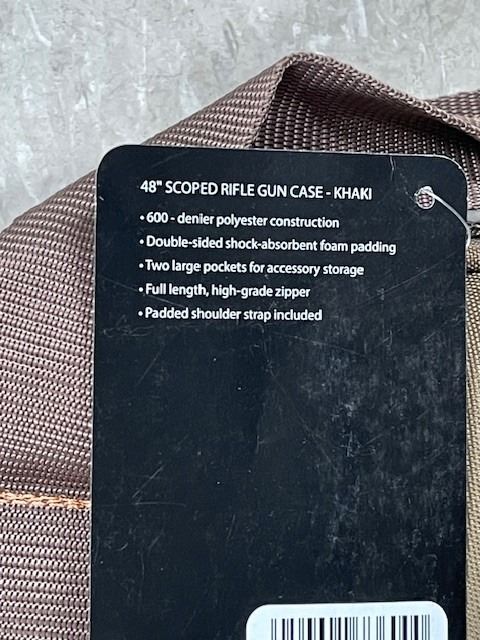 48" SCOPED RIFLE GUN CASE - KHAKI
• 600 - denier polyester construction
• Double-sided shock-absorbent foam padding
• Two large pockets for accessory storage
• Full length, high-grade zipper
• Padded shoulder strap included